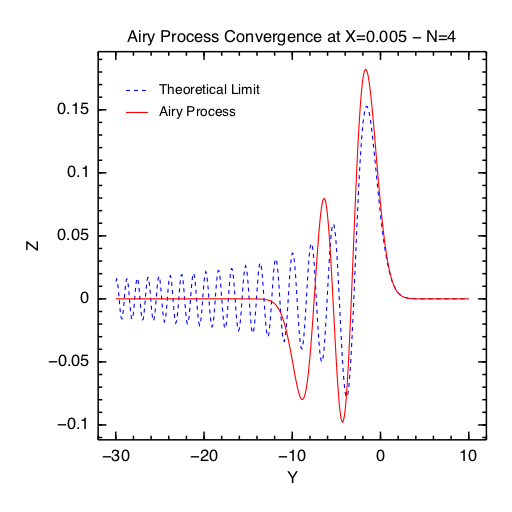 Airy Process Convergence at X=0.005 − N=4
Theoretical Limit
Airy Process
0.15
0.1
0.05
0
−0.05
−0.1
Z
−30 −20 −10 0 10
Y